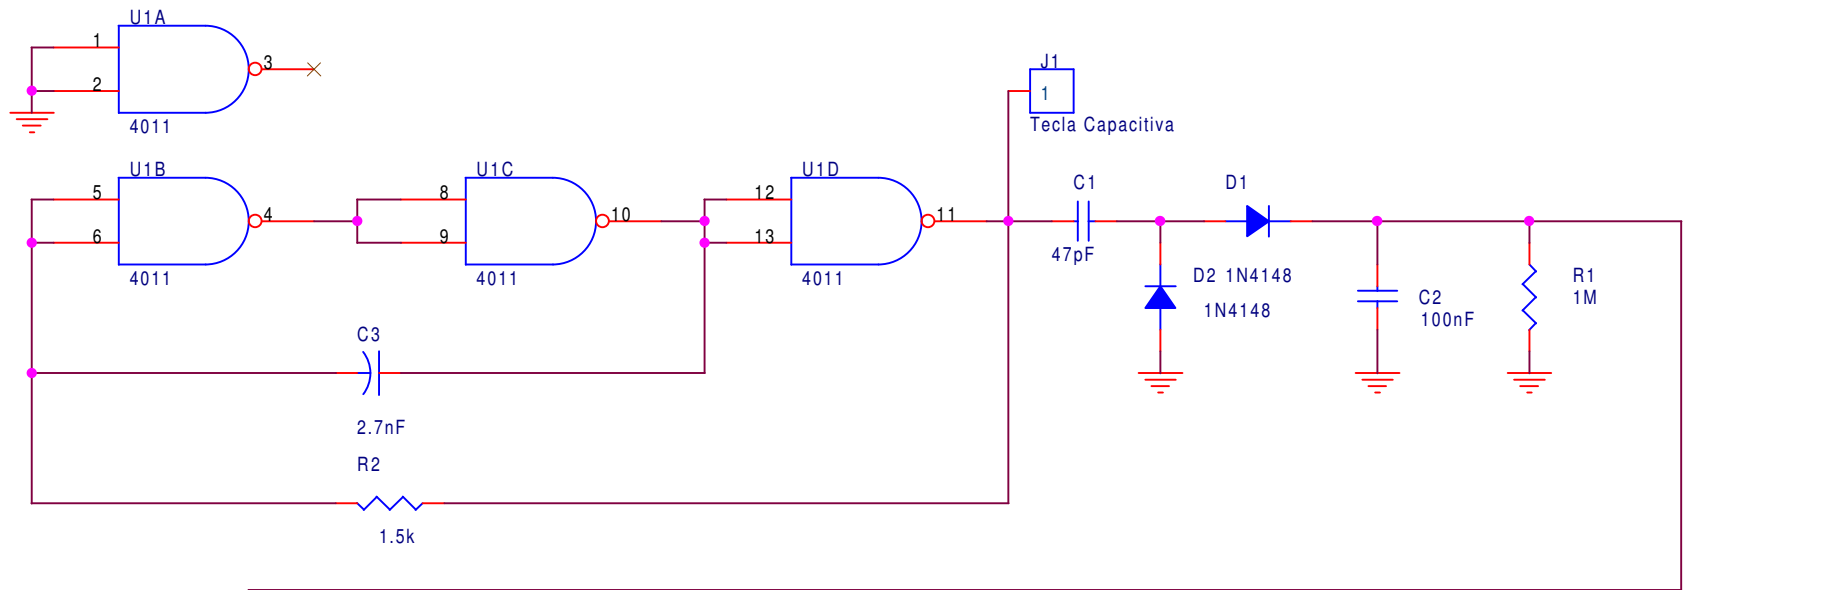 U1A
1
2
3
4011
J1
1
Tecla Capacitiva
U1B
5
6
4
4011
U1C
8
9
10
4011
U1D
12
13
11
4011
C1
47pF
D1
D2 1N4148
1N4148
C2
100nF
R1
1M
C3
2.7nF
R2
1.5k